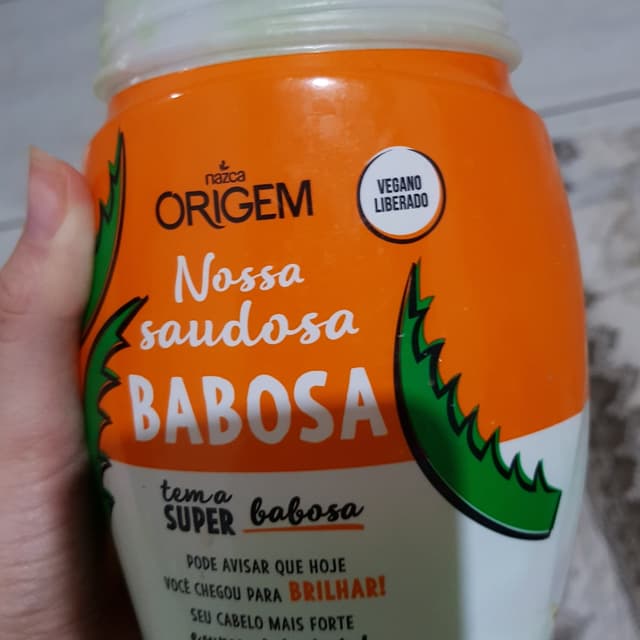 nazca
ORIGEM
VEGANO
LIBERADO
Nossa
saudosa
BABOSA
tem a
SUPER babosa
PODE AVISAR QUE HOJE
VOCÊ CHEGOU PARA BRILHAR!
SEU CABELO MAIS FORTE